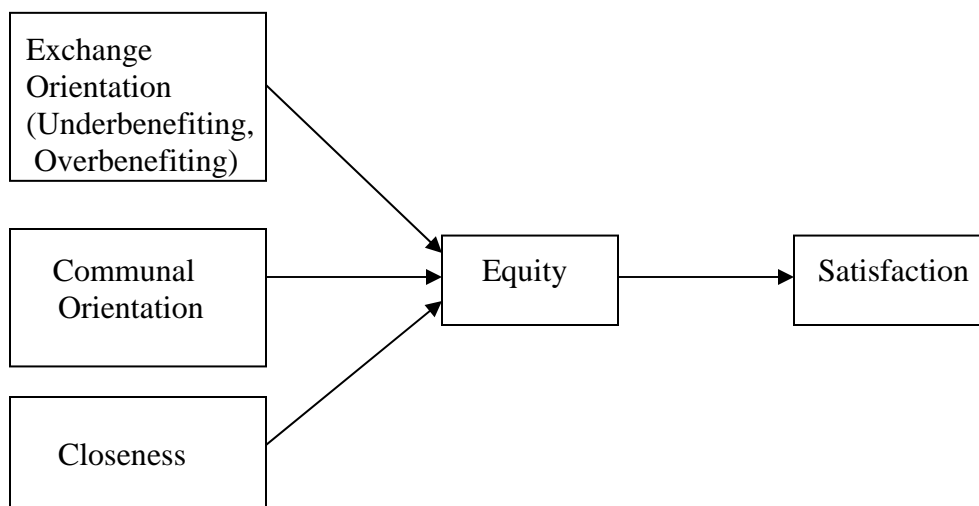 Exchange
Orientation
(Underbenefiting,
Overbenefiting)
Communal
Orientation
Equity
Satisfaction
Closeness